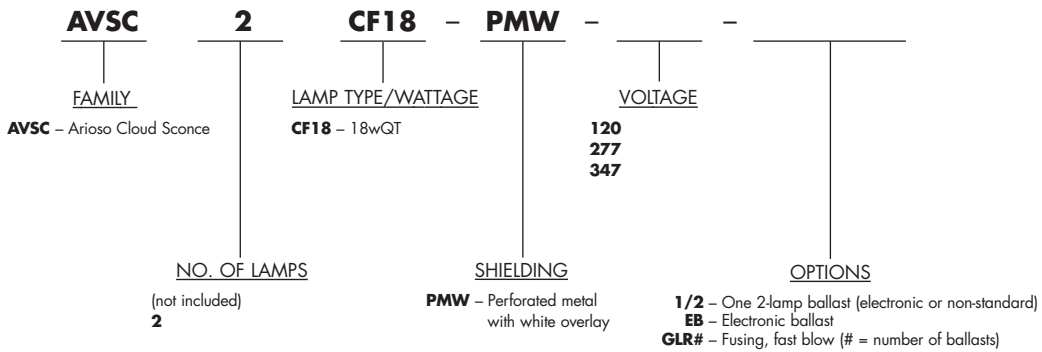 AVSC 2 CF18 – PMW – –
FAMILY
AVSC – Arioso Cloud Sconce
LAMP TYPE/WATTAGE
CF18 – 18wQT
VOLTAGE
120
277
347
NO. OF LAMPS
(not included)
2
SHIELDING
PMW – Perforated metal
with white overlay
OPTIONS
1/2 – One 2-lamp ballast (electronic or non-standard)
EB – Electronic ballast
GLR# – Fusing, fast blow (# = number of ballasts)